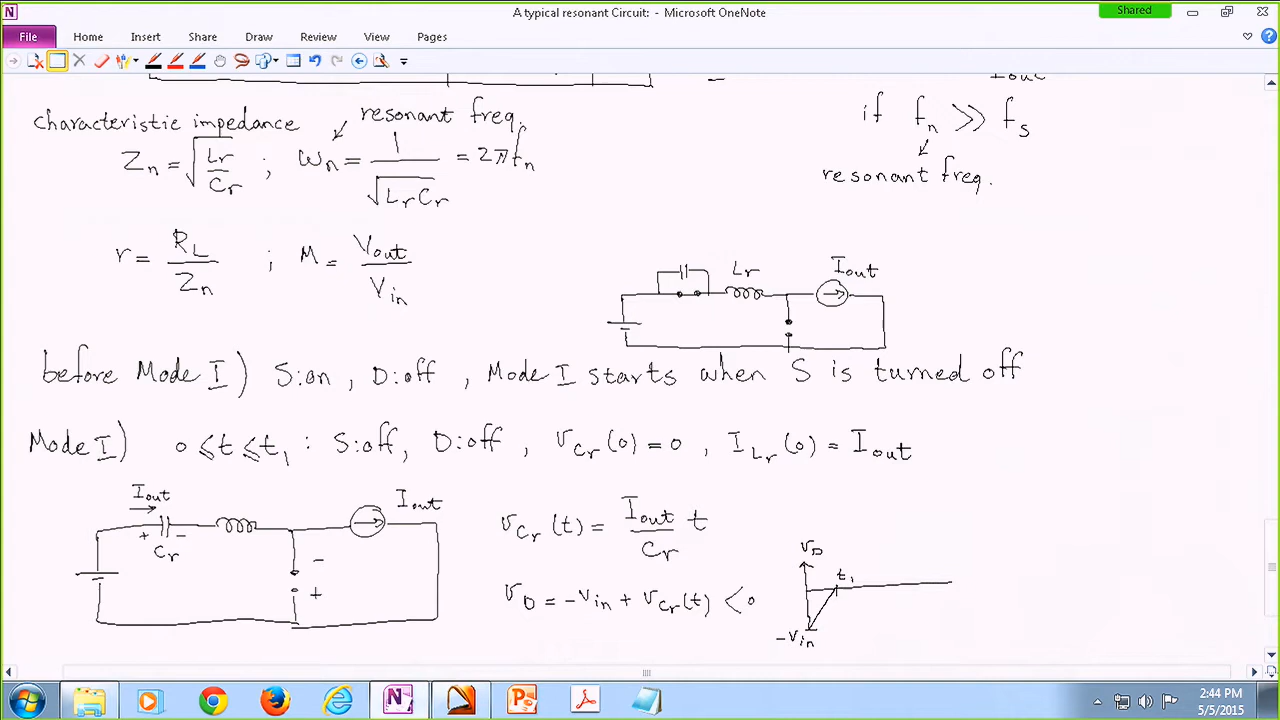 A typical resonant Circuit: - Microsoft OneNote
Shared
File Home Insert Share Draw Review View Pages
Iout
characteristic impedance
resonant freq.
Zn = √(Lr/Cr) ; ωn = 1/√(LrCr) = 2πfn
if fn >> fs
resonant freq.
r = RL/Zn ; M = Vout/Vin
Lr Iout
before Mode I) S:on , D:off , Mode I starts when S is turned off
Mode I) 0 ≤ t ≤ t1 : S:off, D:off , vCr(0) = 0 , ILr(0) = Iout
Iout Iout
+ -
Cr
-
+
vCr(t) = Iout/Cr t
vD = -Vin + vCr(t) < 0
vD
t1
-Vin
2:44 PM
5/5/2015